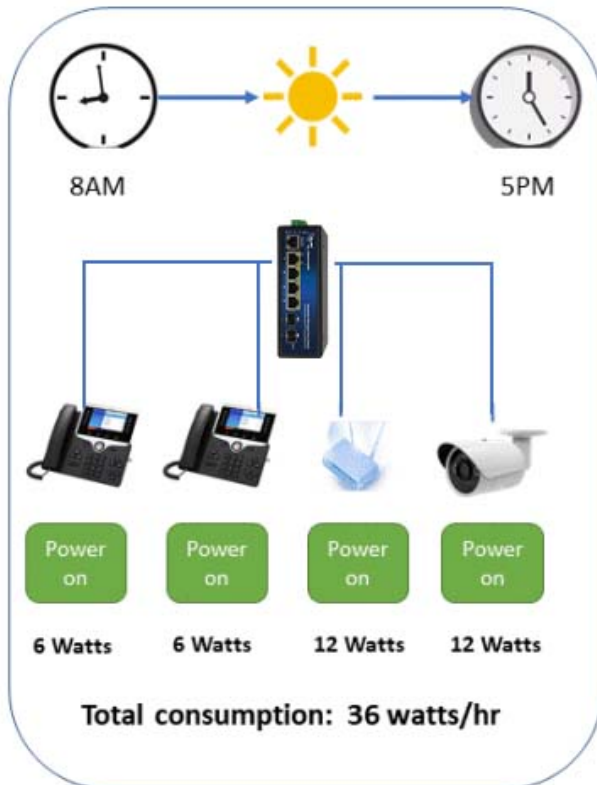 8AM
5PM
Power
on
Power
on
Power
on
Power
on
6 Watts
6 Watts
12 Watts
12 Watts
Total consumption: 36 watts/hr